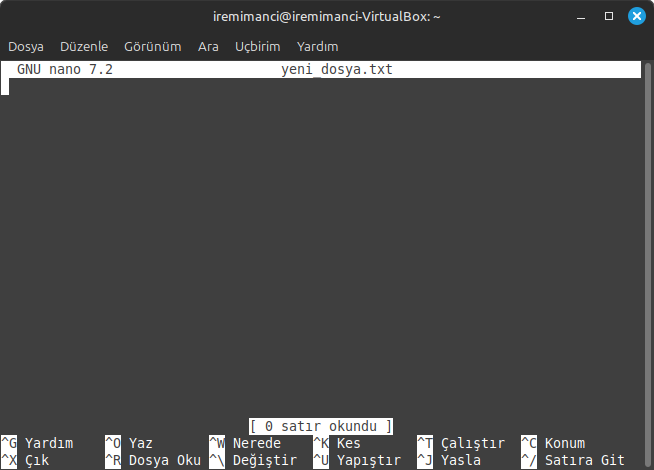 iremimanci@iremimanci-VirtualBox: ~
Dosya Düzenle Görünüm Ara Uçbirim Yardım
GNU nano 7.2 yeni_dosya.txt
[ 0 satır okundu ]
^G Yardım ^O Yaz ^W Nerede ^K Kes ^T Çalıştır ^C Konum
^X Çık ^R Dosya Oku ^\ Değiştir ^U Yapıştır ^J Yasla ^/ Satıra Git